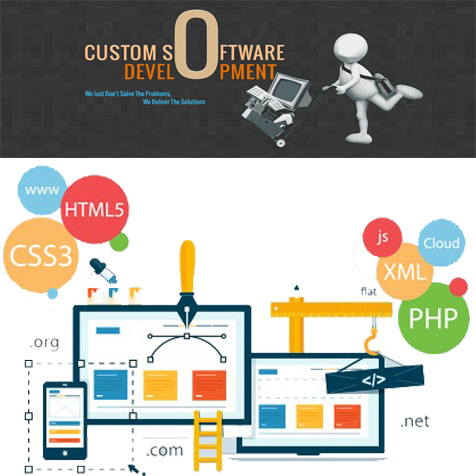 CUSTOM SOFTWARE
DEVELOPMENT
We Just Don't Solve The Problems,
We Deliver The Solutions
www
HTML5
CSS3
js
Cloud
XML
PHP
flat
.org
</>
.net
.com